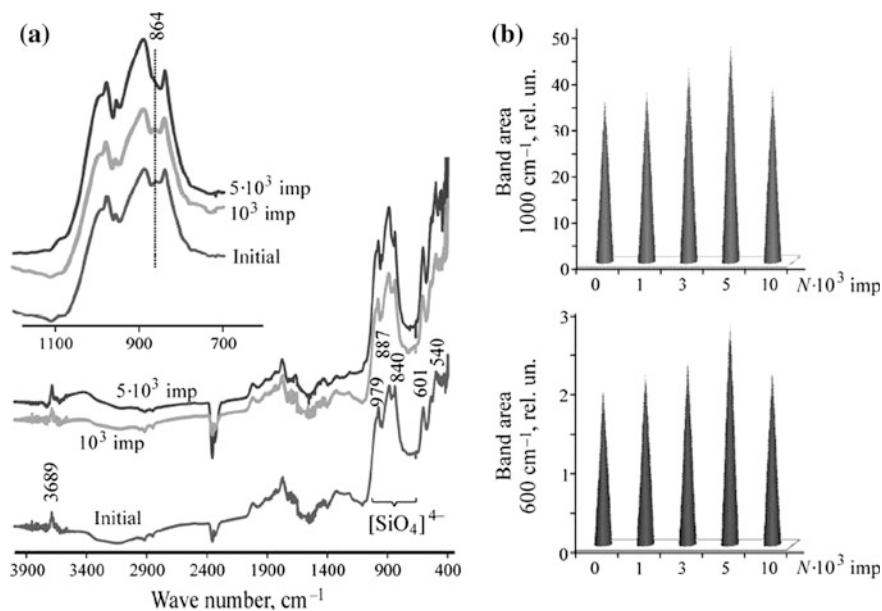 (a)
864
5·10³ imp
10³ imp
Initial
1100 900 700
979
887
840
601
540
5·10³ imp
10³ imp
3689
Initial
[SiO₄]⁴⁻
3900 2900 2400 1900 1400 900 400
Wave number, cm⁻¹
(b)
Band area
1000 cm⁻¹, rel. un.
50
40
30
20
10
0
0 1 3 5 10 N·10³ imp
Band area
600 cm⁻¹, rel. un.
3
2
1
0
0 1 3 5 10 N·10³ imp